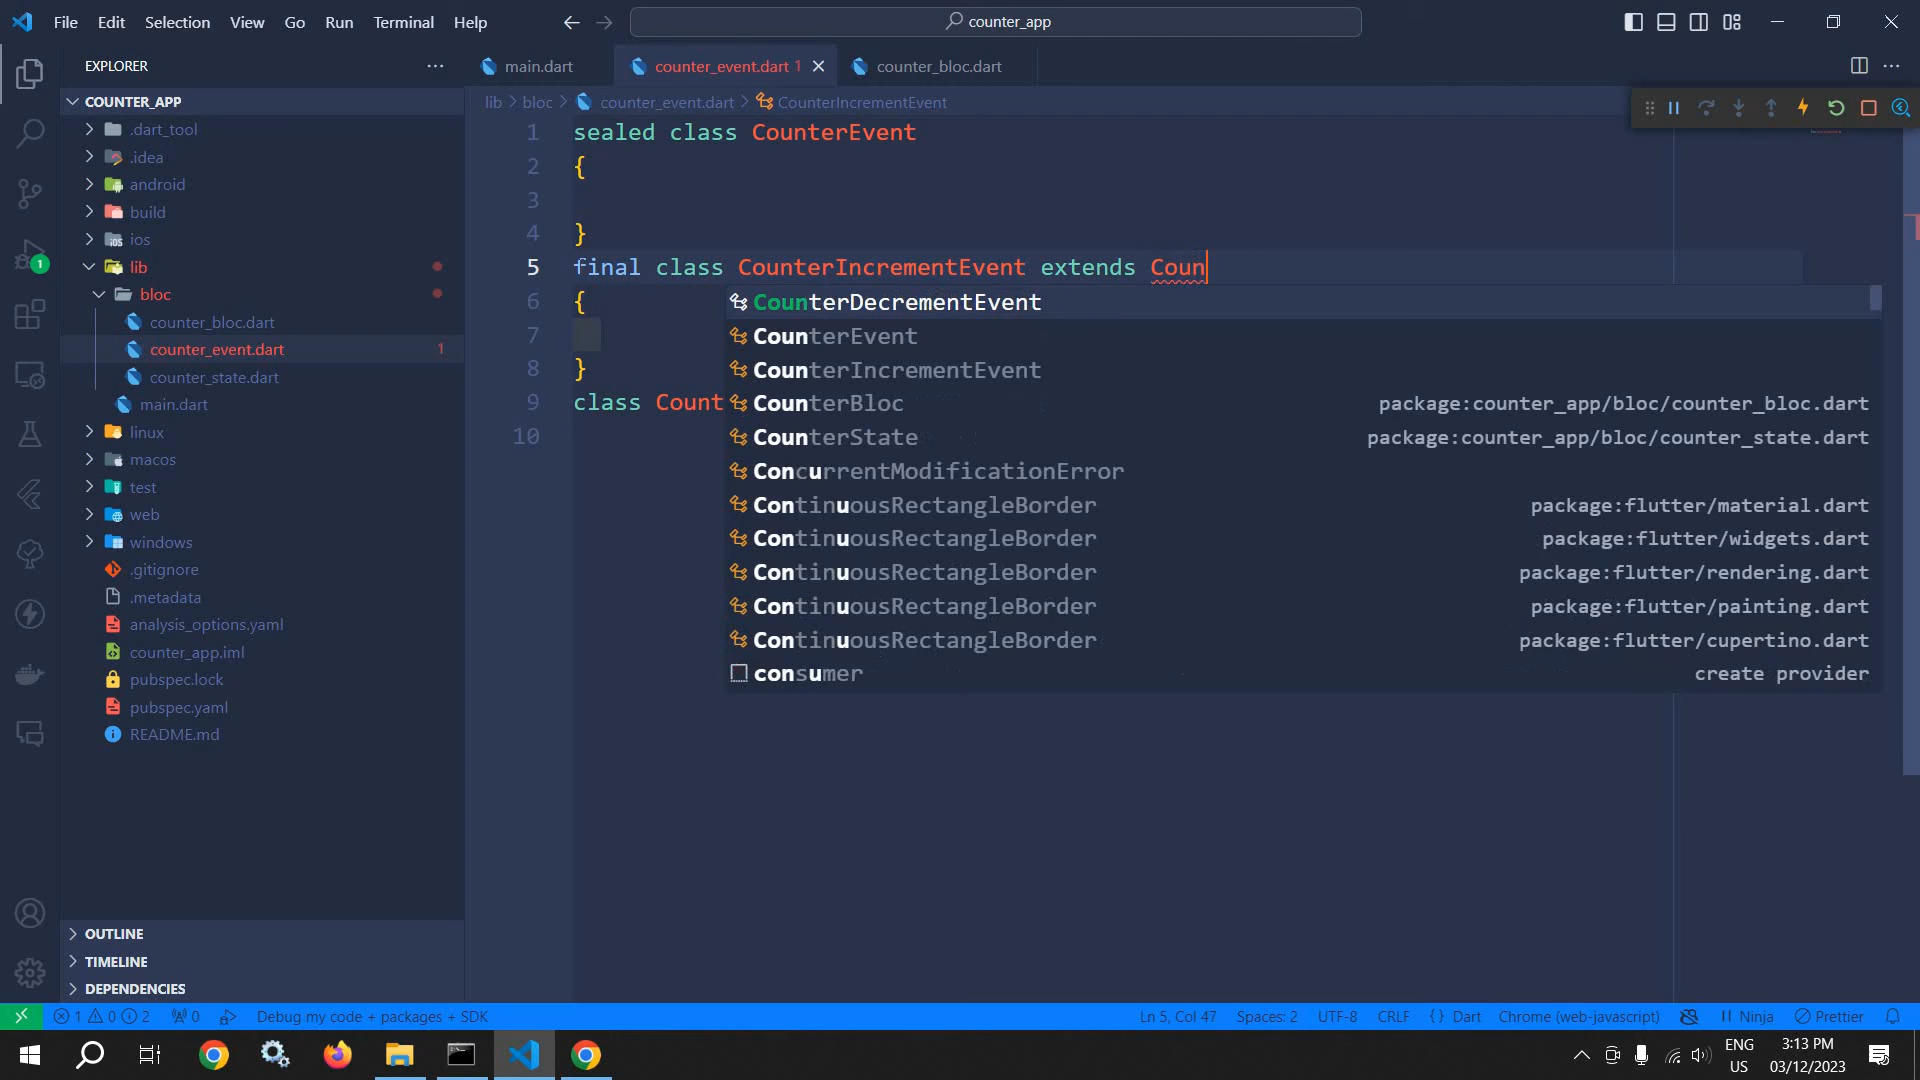 File Edit Selection View Go Run Terminal Help
counter_app
EXPLORER
COUNTER_APP
.dart_tool
.idea
android
build
ios
lib
bloc
counter_bloc.dart
counter_event.dart 1
counter_state.dart
main.dart
linux
macos
test
web
windows
.gitignore
.metadata
analysis_options.yaml
counter_app.iml
pubspec.lock
pubspec.yaml
README.md
OUTLINE
TIMELINE
DEPENDENCIES
1
main.dart
counter_event.dart 1
counter_bloc.dart
lib > bloc > counter_event.dart > CounterIncrementEvent
1 sealed class CounterEvent
2 {
3
4 }
5 final class CounterIncrementEvent extends Coun
6 {
7
8 }
9 class Count
10
CounterDecrementEvent
CounterEvent
CounterIncrementEvent
CounterBloc package:counter_app/bloc/counter_bloc.dart
CounterState package:counter_app/bloc/counter_state.dart
ConcurrentModificationError
ContinuousRectangleBorder package:flutter/material.dart
ContinuousRectangleBorder package:flutter/widgets.dart
ContinuousRectangleBorder package:flutter/rendering.dart
ContinuousRectangleBorder package:flutter/painting.dart
ContinuousRectangleBorder package:flutter/cupertino.dart
consumer create provider
1 0 2 0 Debug my code + packages + SDK Ln 5, Col 47 Spaces: 2 UTF-8 CRLF { } Dart Chrome (web-javascript) Ninja Prettier
ENG
US
3:13 PM
03/12/2023